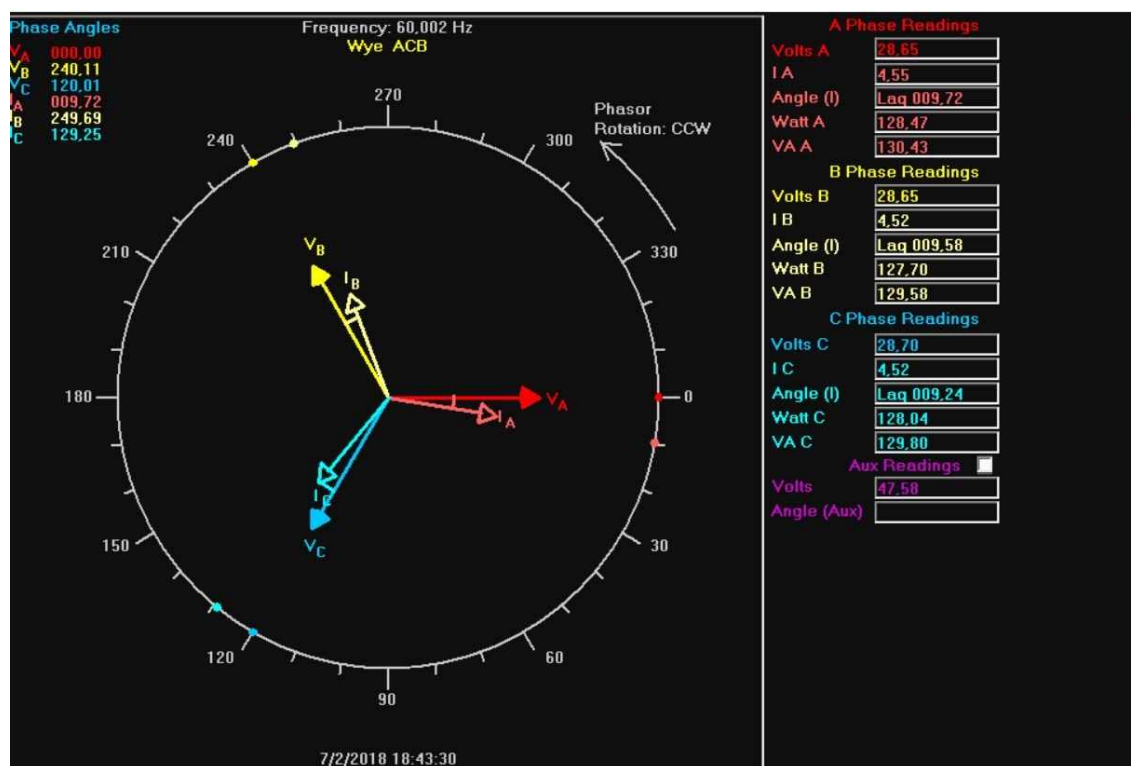 Phase Angles
VA 000,00
VB 240,11
VC 120,01
IA 009,72
IB 249,69
IC 129,25
Frequency: 60,002 Hz
Wye ACB
Phasor
Rotation: CCW
270
240
300
210
330
180
0
150
30
120
60
90
VB
IB
VA
IA
IC
VC
7/2/2018 18:43:30
A Phase Readings
Volts A 28,65
I A 4,55
Angle (I) Lag 009,72
Watt A 128,47
VA A 130,43
B Phase Readings
Volts B 28,65
I B 4,52
Angle (I) Lag 009,58
Watt B 127,70
VA B 129,58
C Phase Readings
Volts C 28,70
I C 4,52
Angle (I) Lag 009,24
Watt C 128,04
VA C 129,80
Aux Readings
Volts 47,58
Angle (Aux)